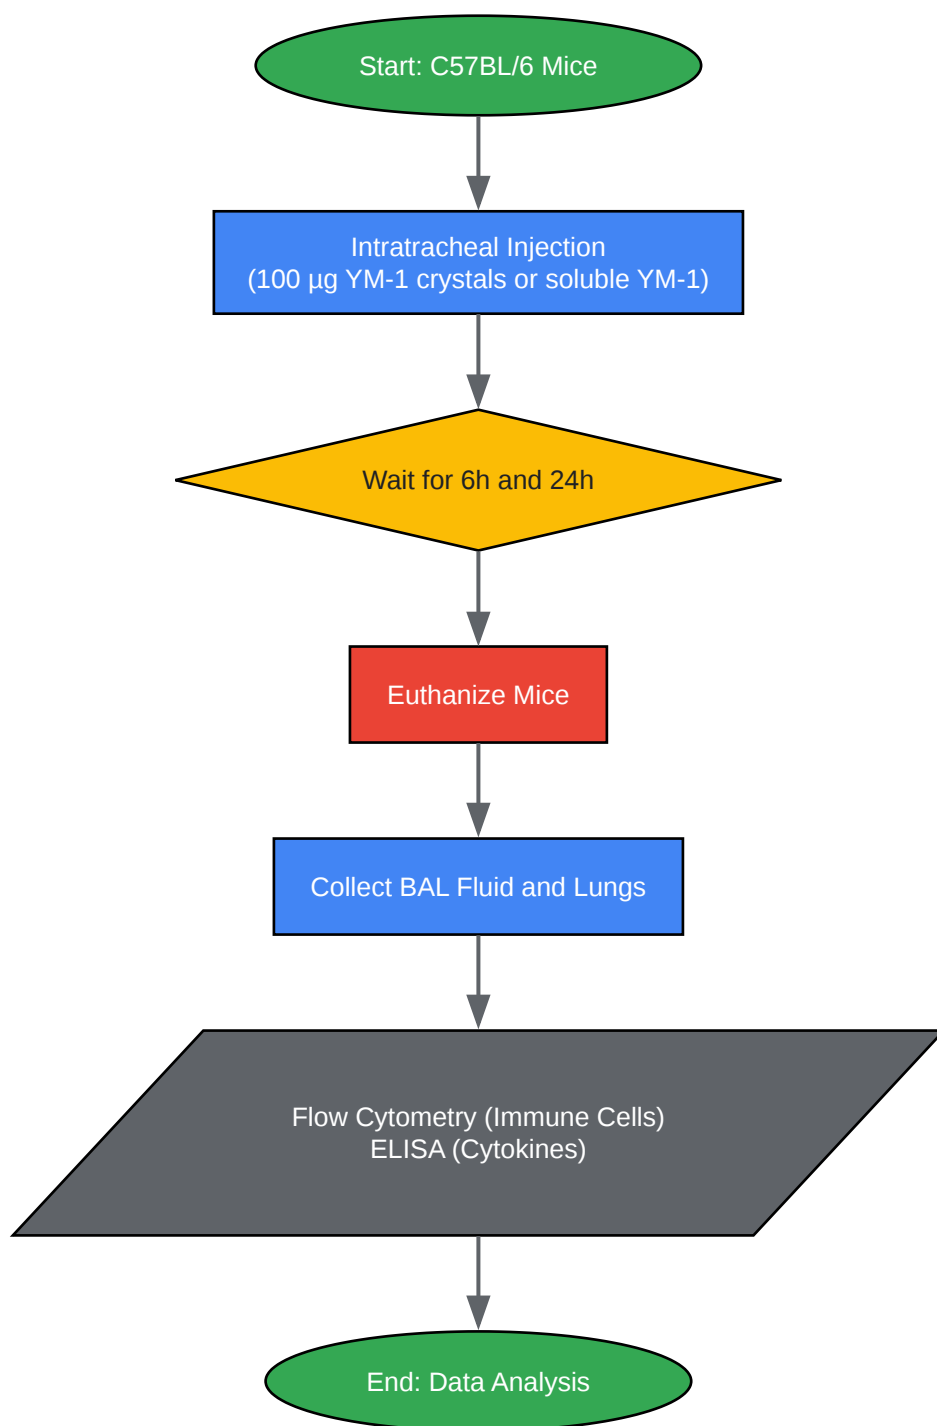 Start: C57BL/6 Mice
Intratracheal Injection
(100 µg YM-1 crystals or soluble YM-1)
Wait for 6h and 24h
Euthanize Mice
Collect BAL Fluid and Lungs
Flow Cytometry (Immune Cells)
ELISA (Cytokines)
End: Data Analysis